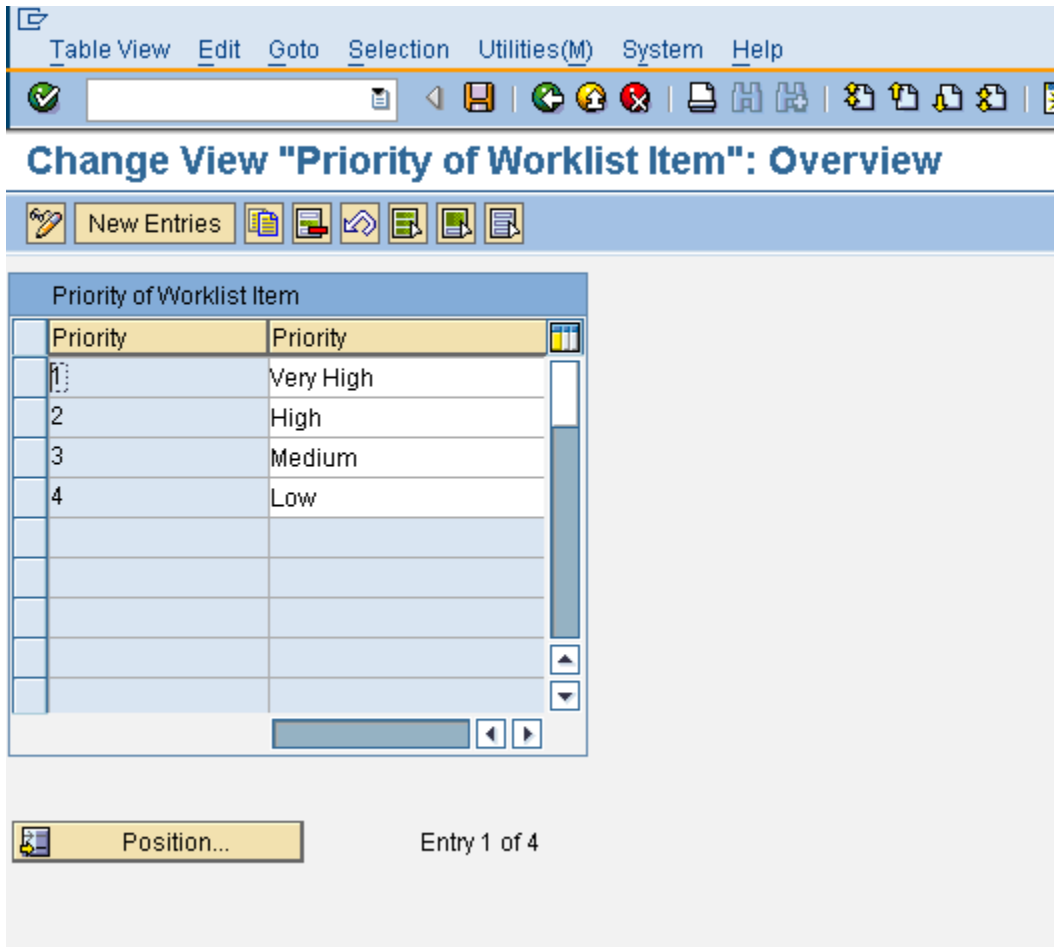 Table View Edit Goto Selection Utilities(M) System Help
Change View "Priority of Worklist Item": Overview
New Entries
Priority of Worklist Item
Priority Priority
1 Very High
2 High
3 Medium
4 Low
Position... Entry 1 of 4